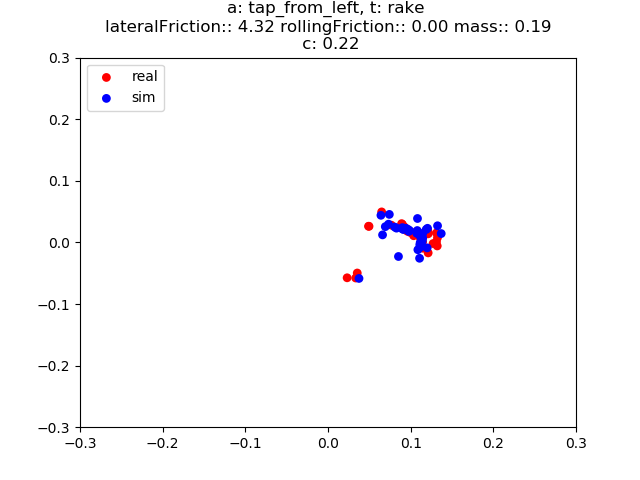 a: tap_from_left, t: rake
lateralFriction:: 4.32 rollingFriction:: 0.00 mass:: 0.19
c: 0.22
real
sim
0.3
0.2
0.1
0.0
−0.1
−0.2
−0.3
−0.3 −0.2 −0.1 0.0 0.1 0.2 0.3